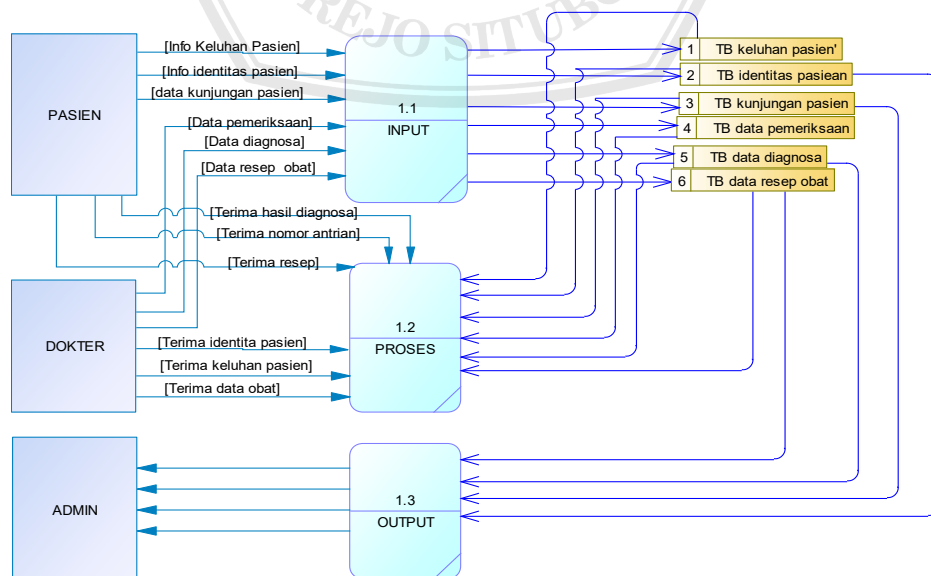 REJO SITUBO
[Info Keluhan Pasien]
[Info identitas pasien]
[data kunjungan pasien]
PASIEN
[Data pemeriksaan]
[Data diagnosa]
[Data resep obat]
1.1
INPUT
1 TB keluhan pasien'
2 TB identitas pasiean
3 TB kunjungan pasien
4 TB data pemeriksaan
5 TB data diagnosa
6 TB data resep obat
[Terima hasil diagnosa]
[Terima nomor antrian]
[Terima resep]
DOKTER
[Terima identita pasien]
[Terima keluhan pasien]
[Terima data obat]
1.2
PROSES
ADMIN
1.3
OUTPUT